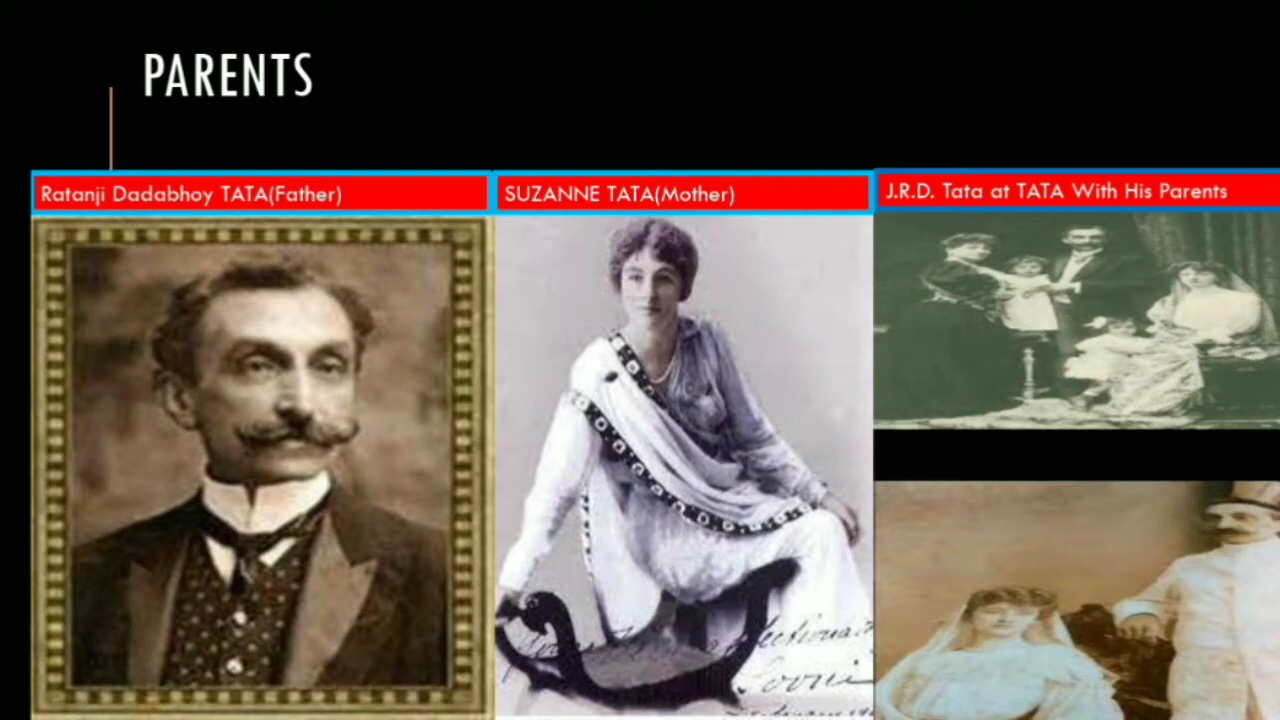 PARENTS
Ratanji Dadabhoy TATA(Father)
SUZANNE TATA(Mother)
J.R.D. Tata at TATA With His Parents